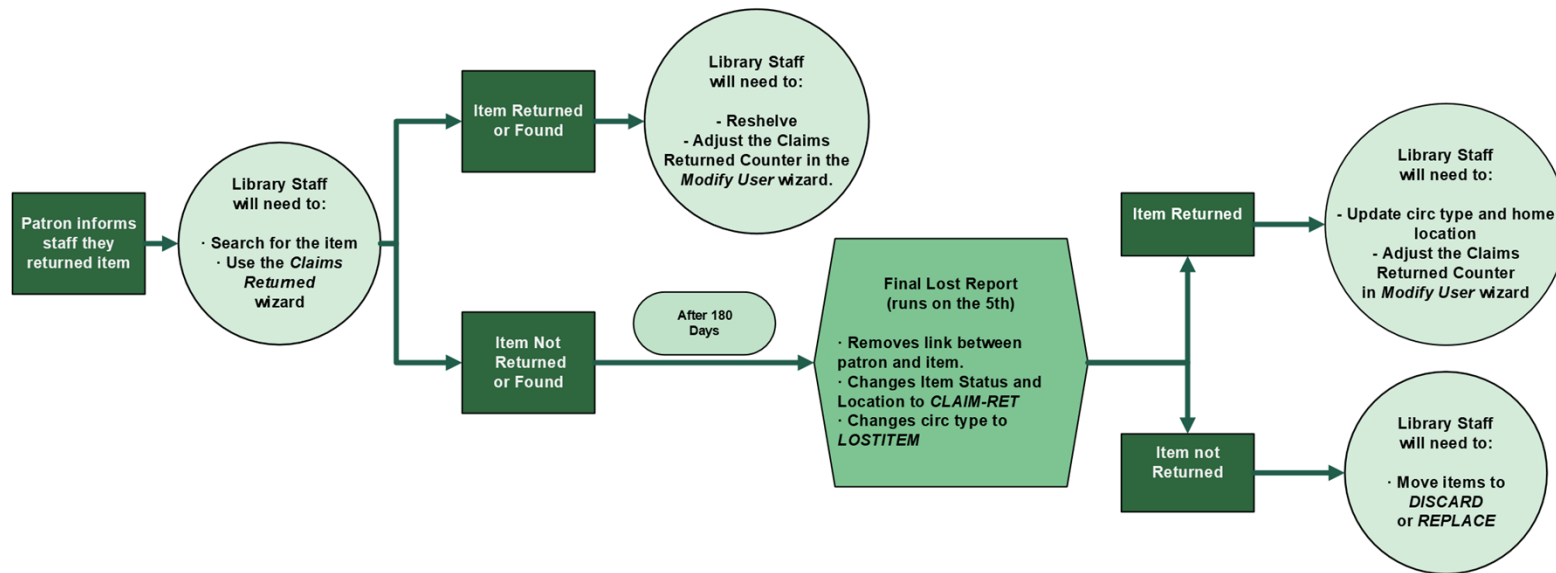 Patron informs
staff they
returned item
Library Staff
will need to:
· Search for the item
· Use the Claims
Returned
wizard
Item Returned
or Found
Library Staff
will need to:
- Reshelve
- Adjust the Claims
Returned Counter in the
Modify User wizard.
Item Not
Returned
or Found
After 180
Days
Final Lost Report
(runs on the 5th)
· Removes link between
patron and item.
· Changes Item Status and
Location to CLAIM-RET
· Changes circ type to
LOSTITEM
Item Returned
Library Staff
will need to:
- Update circ type and home
location
- Adjust the Claims
Returned Counter
in Modify User wizard
Item not
Returned
Library Staff
will need to:
· Move items to
DISCARD
or REPLACE